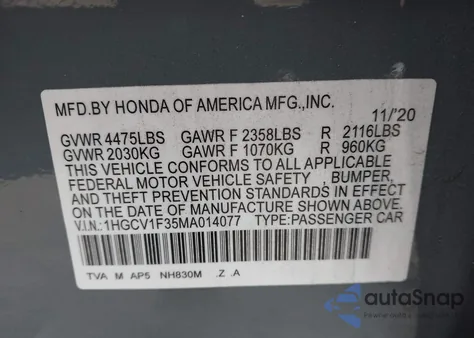 MFD.BY HONDA OF AMERICA MFG.,INC.
11/'20
GVWR 4475LBS GAWR F 2358LBS R 2116LBS
GVWR 2030KG GAWR F 1070KG R 960KG
THIS VEHICLE CONFORMS TO ALL APPLICABLE
FEDERAL MOTOR VEHICLE SAFETY , BUMPER,
AND THEFT PREVENTION STANDARDS IN EFFECT
ON THE DATE OF MANUFACTURE SHOWN ABOVE.
V.I.N.:1HGCV1F35MA014077 TYPE:PASSENGER CAR
TVA M AP5 NH830M .Z .A
autoSnap